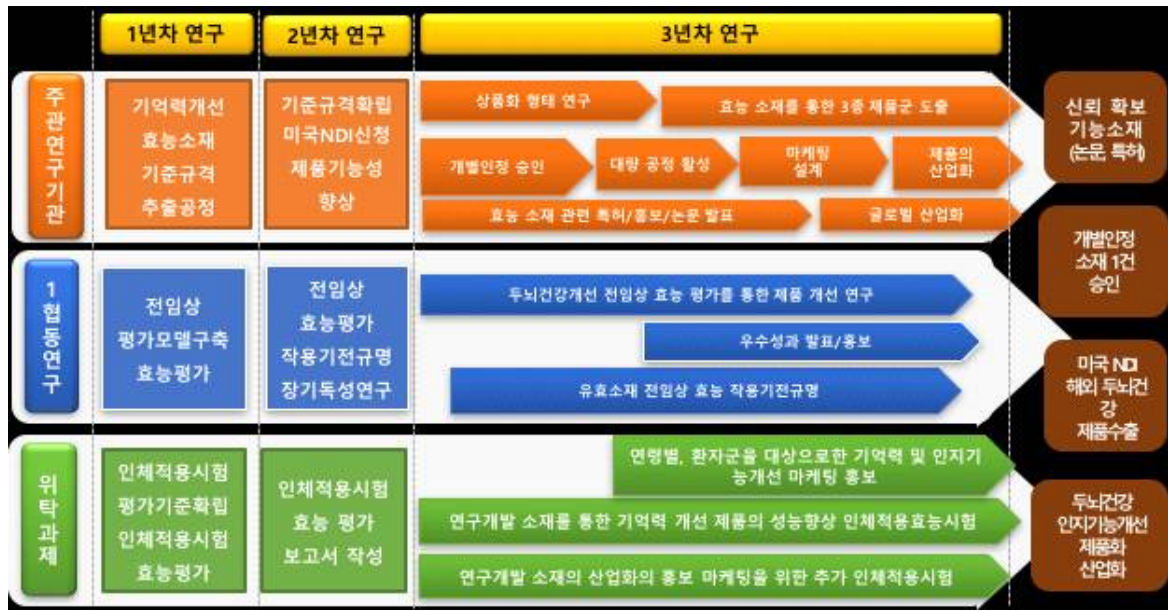 1년차 연구
2년차 연구
3년차 연구
주
관
연
구
기
관
기억력개선
효능소재
기준규격
추출공정
기준규격확립
미국NDI신청
제품기능성
향상
상품화 형태 연구
효능 소재를 통한 3종 제품군 도출
개별인정 승인
대량 공정 활성
마케팅
설계
제품의
산업화
효능 소재 관련 특허/홍보/논문 발표
글로벌 산업화
신뢰 확보
기능소재
(논문, 특허)
개별인정
소재 1건
승인
1
협
동
연
구
전임상
평가모델구축
효능평가
전임상
효능평가
작용기전규명
장기독성연구
두뇌건강개선 전임상 효능 평가를 통한 제품 개선 연구
우수성과 발표/홍보
유효소재 전임상 효능 작용기전규명
미국 NDI
해외 두뇌건
강
제품수출
위
탁
과
제
인체적용시험
평가기준확립
인체적용시험
효능평가
인체적용시험
효능 평가
보고서 작성
연령별, 환자군을 대상으로한 기억력 및 인지기
능개선 마케팅 홍보
연구개발 소재를 통한 기억력 개선 제품의 성능향상 인체적용효능시험
연구개발 소재의 산업화의 홍보 마케팅을 위한 추가 인체적용시험
두뇌건강
인지기능개선
제품화
산업화